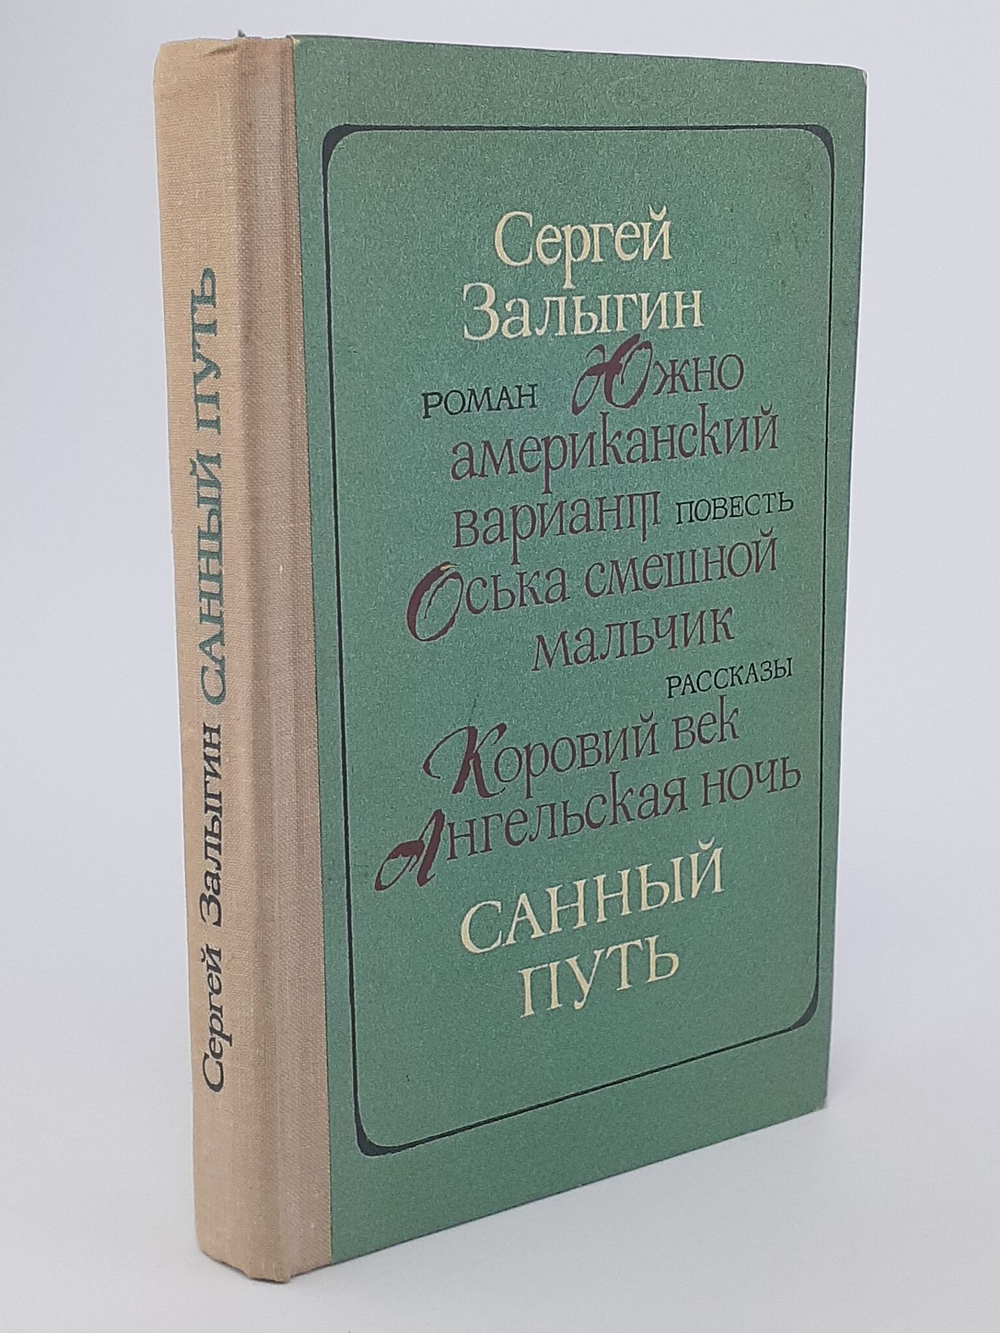 Сергей Залыгин САННЫЙ ПУТЬ
Сергей
Залыгин
РОМАН Южно
американский
вариант ПОВЕСТЬ
Оська смешной
мальчик
РАССКАЗЫ
Коровий век
Ангельская ночь
САННЫЙ
ПУТЬ